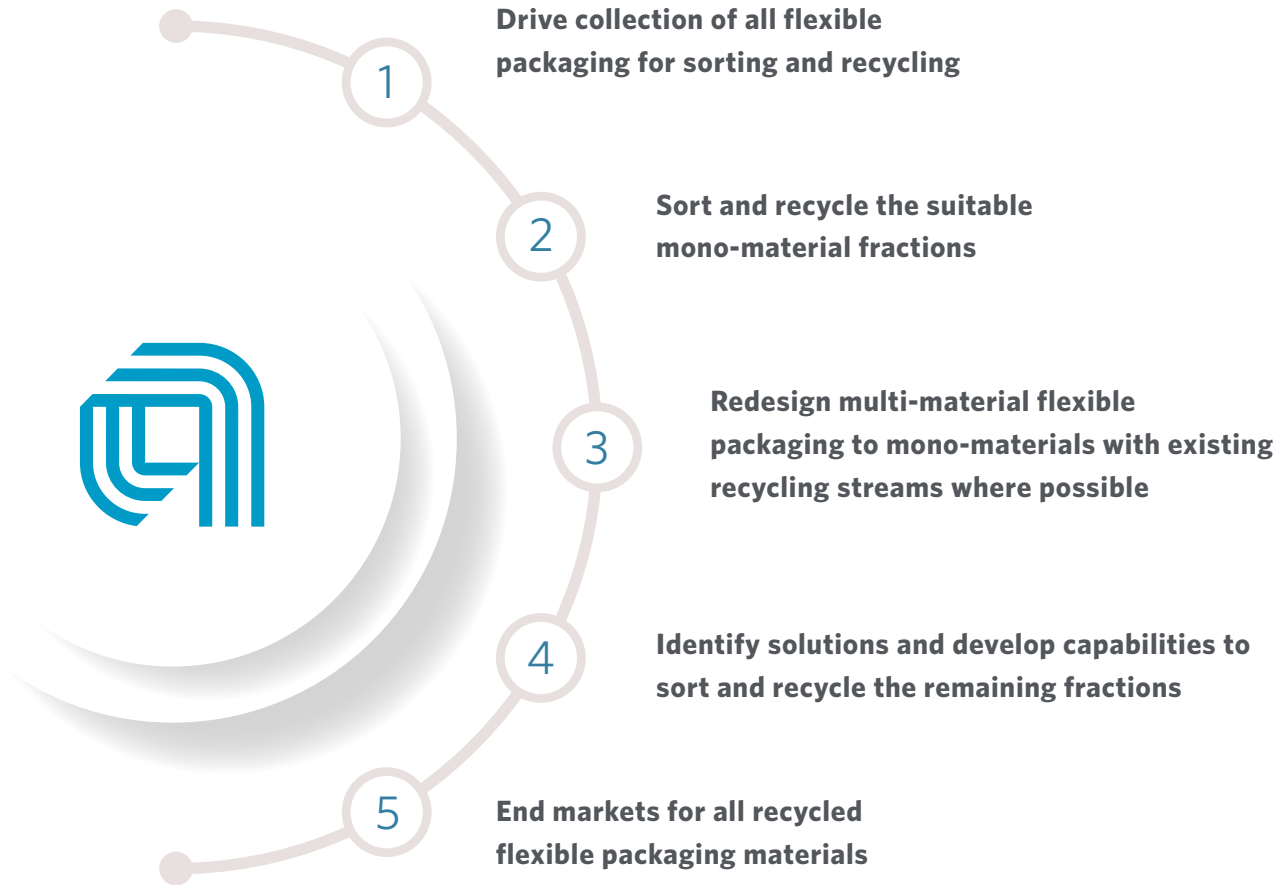 1
Drive collection of all flexible
packaging for sorting and recycling
2
Sort and recycle the suitable
mono-material fractions
3
Redesign multi-material flexible
packaging to mono-materials with existing
recycling streams where possible
4
Identify solutions and develop capabilities to
sort and recycle the remaining fractions
5
End markets for all recycled
flexible packaging materials